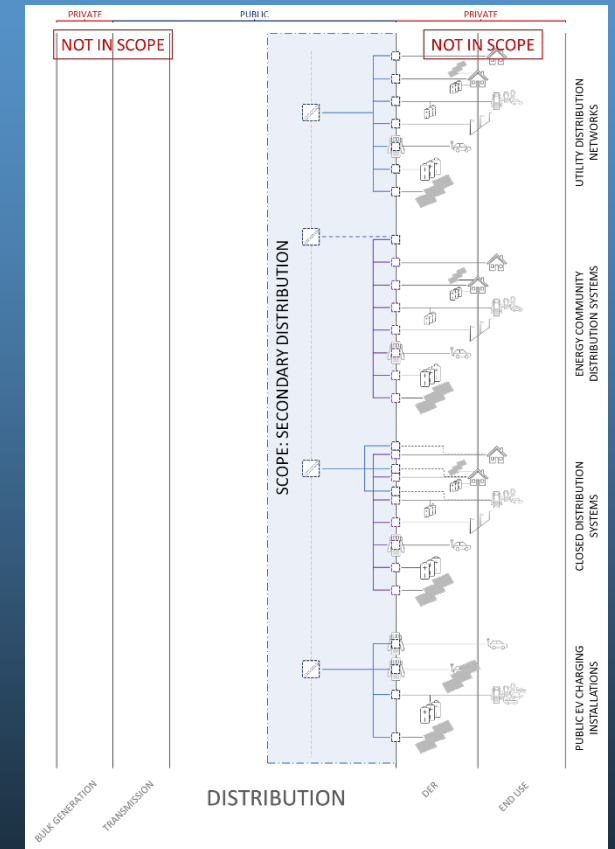 PRIVATE
PUBLIC
PRIVATE
NOT IN SCOPE
NOT IN SCOPE
SCOPE: SECONDARY DISTRIBUTION
UTILITY DISTRIBUTION
NETWORKS
ENERGY COMMUNITY
DISTRIBUTION SYSTEMS
CLOSED DISTRIBUTION
SYSTEMS
PUBLIC EV CHARGING
INSTALLATIONS
BULK GENERATION
TRANSMISSION
DISTRIBUTION
DER
END USE